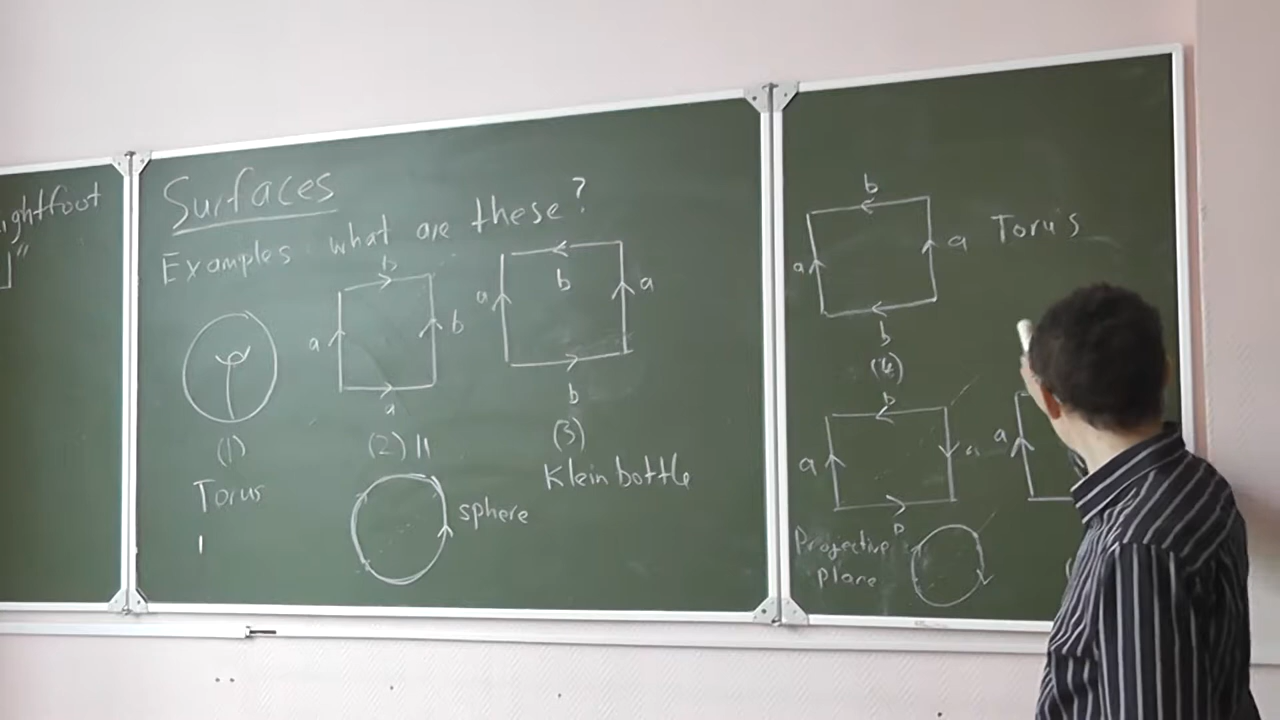 ightfoot
]"
Surfaces
Examples: what are these?
(1)
Torus
b
a
b
a
(2)
sphere
b
a
a
b
(3)
Klein bottle
b
a
a
b
(4)
Torus
b
a
a
b
Projective
plane
a